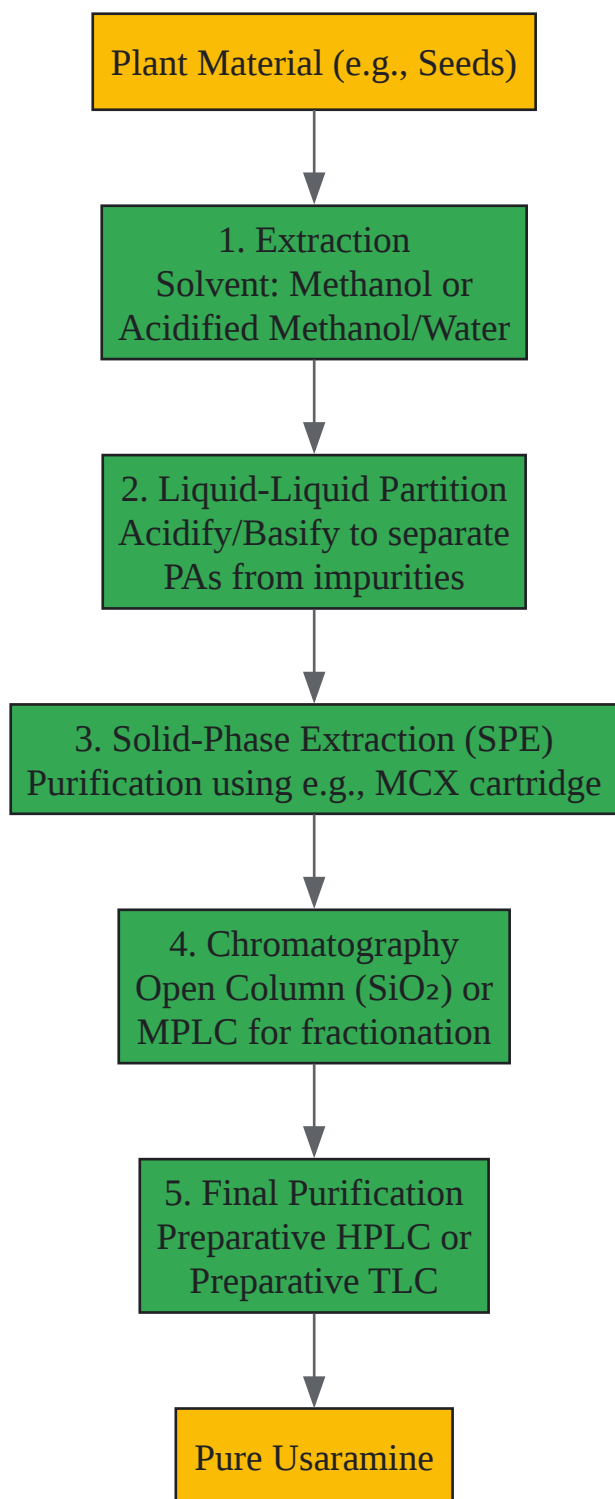 Plant Material (e.g., Seeds)
1. Extraction
Solvent: Methanol or
Acidified Methanol/Water
2. Liquid-Liquid Partition
Acidify/Basify to separate
PAs from impurities
3. Solid-Phase Extraction (SPE)
Purification using e.g., MCX cartridge
4. Chromatography
Open Column (SiO₂) or
MPLC for fractionation
5. Final Purification
Preparative HPLC or
Preparative TLC
Pure Usaramine